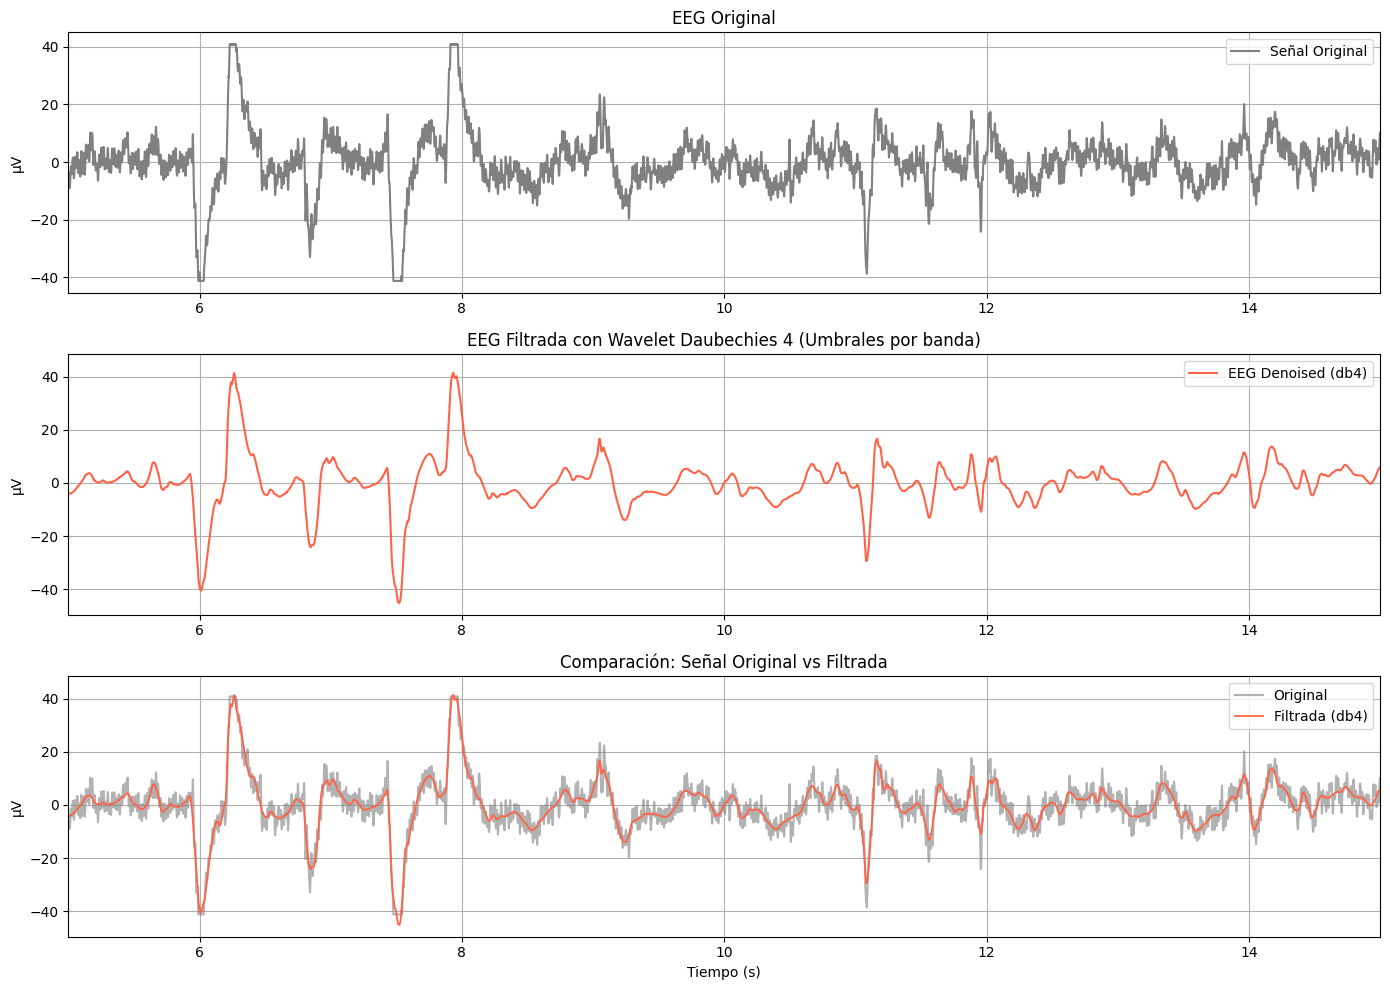 EEG Original
Señal Original
µV
40
20
0
−20
−40
6
8
10
12
14
EEG Filtrada con Wavelet Daubechies 4 (Umbrales por banda)
EEG Denoised (db4)
µV
40
20
0
−20
−40
6
8
10
12
14
Comparación: Señal Original vs Filtrada
Original
Filtrada (db4)
µV
40
20
0
−20
−40
6
8
10
12
14
Tiempo (s)